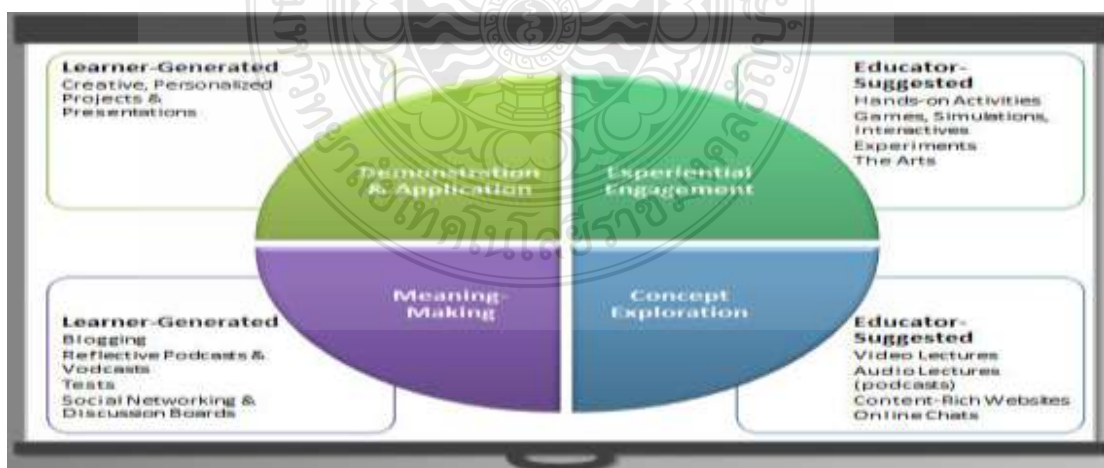 Learner-Generated
Creative, Personalized
Projects &
Presentations
Educator-
Suggested
Hands-on Activities
Games, Simulations,
Interactives
Experiments
The Arts
Demonstration
& Application
Experiential
Engagement
Meaning-
Making
Concept
Exploration
Learner-Generated
Blogging
Reflective Podcasts &
Vodcasts
Tests
Social Networking &
Discussion Boards
Educator-
Suggested
Video Lectures
Audio Lectures
(podcasts)
Content-Rich Websites
Online Chats